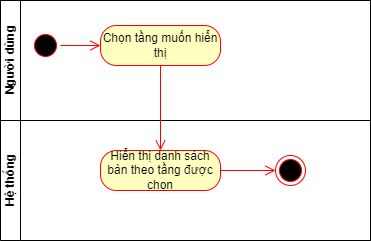 Người dùng
Chọn tầng muốn hiển
thị
Hệ thống
Hiển thị danh sách
bàn theo tầng được
chọn